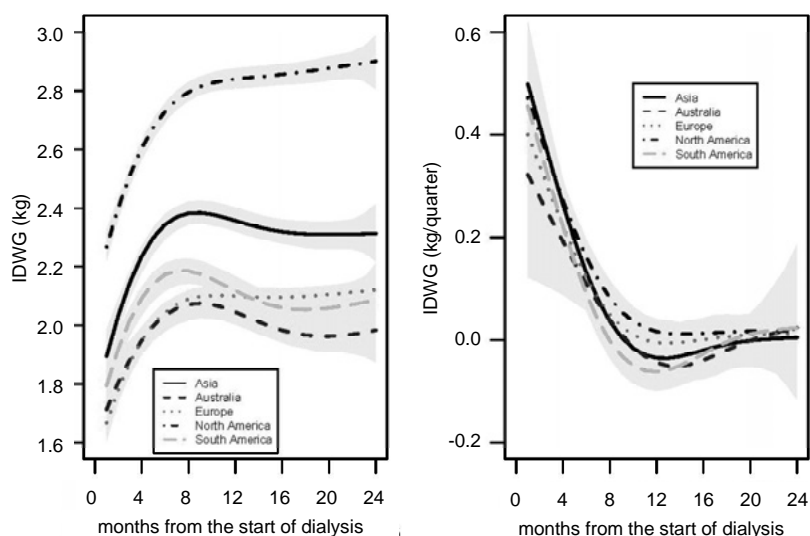 3.0
2.8
2.6
2.4
2.2
2.0
1.8
1.6
IDWG (kg)
Asia
Australia
Europe
North America
South America
0 4 8 12 16 20 24
months from the start of dialysis
0.6
0.4
0.2
0.0
-0.2
IDWG (kg/quarter)
Asia
Australia
Europe
North America
South America
0 4 8 12 16 20 24
months from the start of dialysis